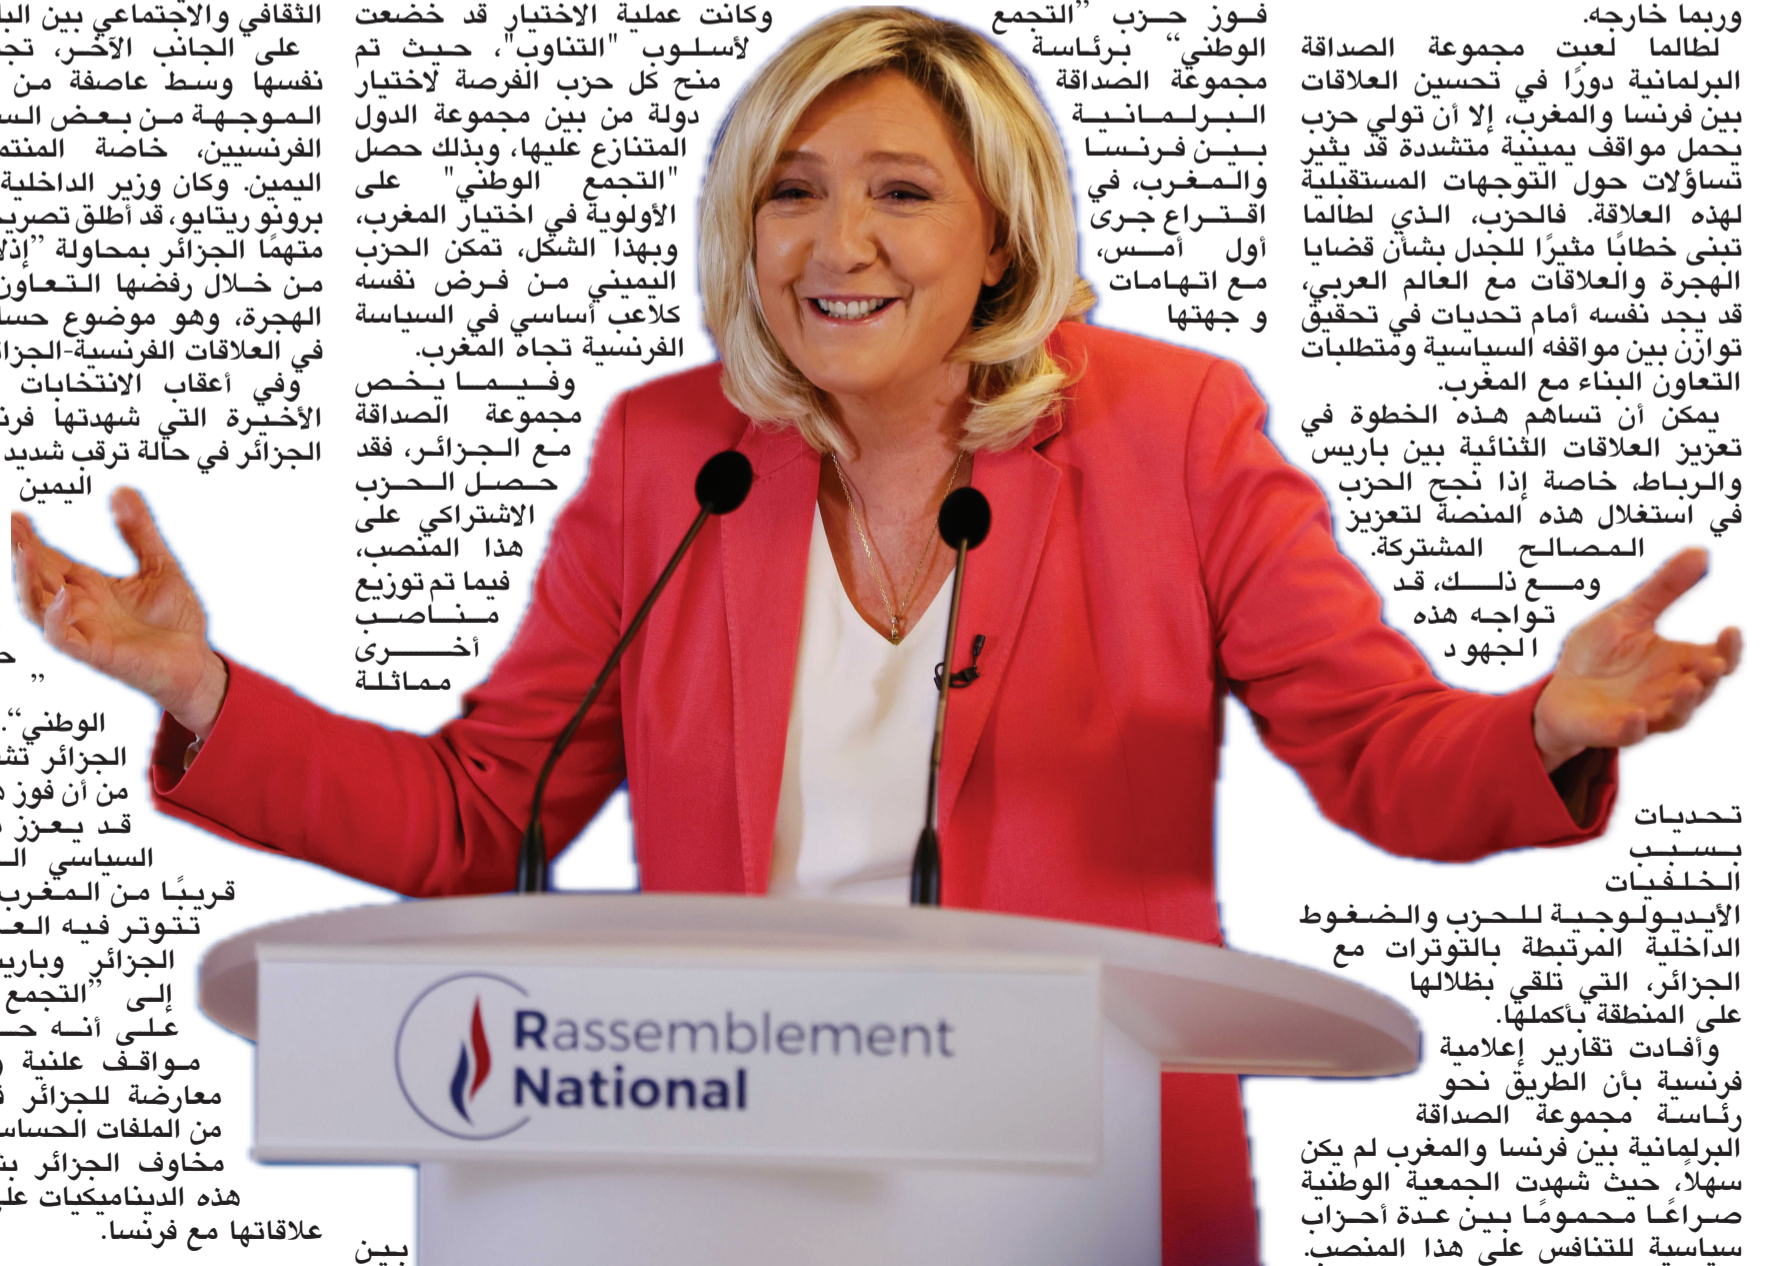 وربما خارجه.
لطالما لعبت مجموعة الصداقة
البرلمانية دورًا في تحسين العلاقات
بين فرنسا والمغرب، إلا أن تولي حزب
يحمل مواقف يمينية متشددة قد يثير
تساؤلات حول التوجهات المستقبلية
لهذه العلاقة. فالحزب، الذي لطالما
تبنى خطابًا مثيرًا للجدل بشأن قضايا
الهجرة والعلاقات مع العالم العربي،
قد يجد نفسه أمام تحديات في تحقيق
توازن بين مواقفه السياسية ومتطلبات
التعاون البناء مع المغرب.
يمكن أن تساهم هذه الخطوة في
تعزيز العلاقات الثنائية بين باريس
والرباط، خاصة إذا نجح الحزب
في استغلال هذه المنصة لتعزيز
المصالح المشتركة.
ومع ذلك، قد
تواجه هذه
الجهود
تحديات
بسبب
الخلفيات
الأيديولوجية للحزب والضغوط
الداخلية المرتبطة بالتوترات مع
الجزائر، التي تلقي بظلالها
على المنطقة بأكملها.
وأفادت تقارير إعلامية
فرنسية بأن الطريق نحو
رئاسة مجموعة الصداقة
البرلمانية بين فرنسا والمغرب لم يكن
سهلاً، حيث شهدت الجمعية الوطنية
صراعًا محمومًا بين عدة أحزاب
سياسية للتنافس على هذا المنصب.
فوز حزب ”التجمع
الوطني“ برئاسة
مجموعة الصداقة
البرلمانية
بين فرنسا
والمغرب، في
اقتراع جرى
أول أمس،
مع اتهامات
وجهتها
وكانت عملية الاختيار قد خضعت
لأسلوب "التناوب"، حيث تم
منح كل حزب الفرصة لاختيار
دولة من بين مجموعة الدول
المتنازع عليها، وبذلك حصل
"التجمع الوطني" على
الأولوية في اختيار المغرب،
وبهذا الشكل، تمكن الحزب
اليميني من فرض نفسه
كلاعب أساسي في السياسة
الفرنسية تجاه المغرب.
وفيما يخص
مجموعة الصداقة
مع الجزائر، فقد
حصل الحزب
الاشتراكي على
هذا المنصب،
فيما تم توزيع
مناصب
أخرى
مماثلة
بين
الثقافي والاجتماعي بين
على الجانب الآخر،
نفسها وسط عاصفة من
الموجهة من بعض
الفرنسيين، خاصة
اليمين. وكان وزير الداخلية
برونو ريتايو، قد أطلق
متهمًا الجزائر بمحاولة
من خلال رفضها التعاون
الهجرة، وهو موضوع
في العلاقات الفرنسية-
وفي أعقاب الانتخابات
الأخيرة التي شهدتها
الجزائر في حالة ترقب شديد
اليمين
”
الوطني“.
الجزائر
من أن فوز
قد يعزز
السياسي
قريبًا من المغرب
تتوتر فيه
الجزائر
إلى ”التجمع
على أنه
مواقف علنية
معارضة للجزائر
من الملفات
مخاوف الجزائر
هذه الديناميكيات
علاقاتها مع فرنسا.
Rassemblement
National